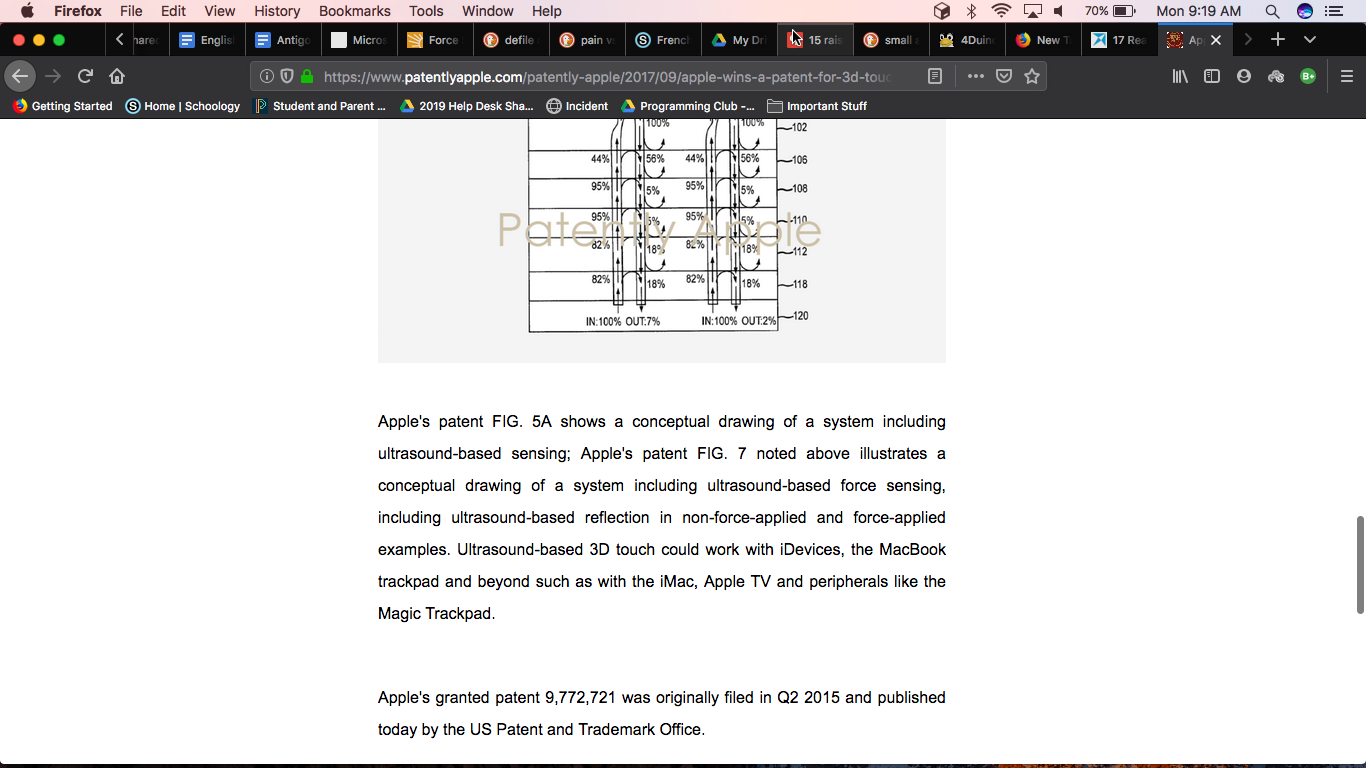 Firefox File Edit View History Bookmarks Tools Window Help 70% Mon 9:19 AM
Englis Antigo Micros Force defile pain v French My Dri 15 rais small 4Duin New T 17 Rea Ap
https://www.patentlyapple.com/patently-apple/2017/09/apple-wins-a-patent-for-3d-touc
Getting Started Home | Schoology Student and Parent ... 2019 Help Desk Sha... Incident Programming Club -... Important Stuff
100% 100% 102
44% 56% 44% 56% 106
95% 5% 95% 5% 108
95% 5% 95% 5% 110
Patently Apple
82% 18% 82% 18% 112
82% 18% 82% 18% 118
IN:100% OUT:7% IN:100% OUT:2% 120
Apple's patent FIG. 5A shows a conceptual drawing of a system including
ultrasound-based sensing; Apple's patent FIG. 7 noted above illustrates a
conceptual drawing of a system including ultrasound-based force sensing,
including ultrasound-based reflection in non-force-applied and force-applied
examples. Ultrasound-based 3D touch could work with iDevices, the MacBook
trackpad and beyond such as with the iMac, Apple TV and peripherals like the
Magic Trackpad.
Apple's granted patent 9,772,721 was originally filed in Q2 2015 and published
today by the US Patent and Trademark Office.